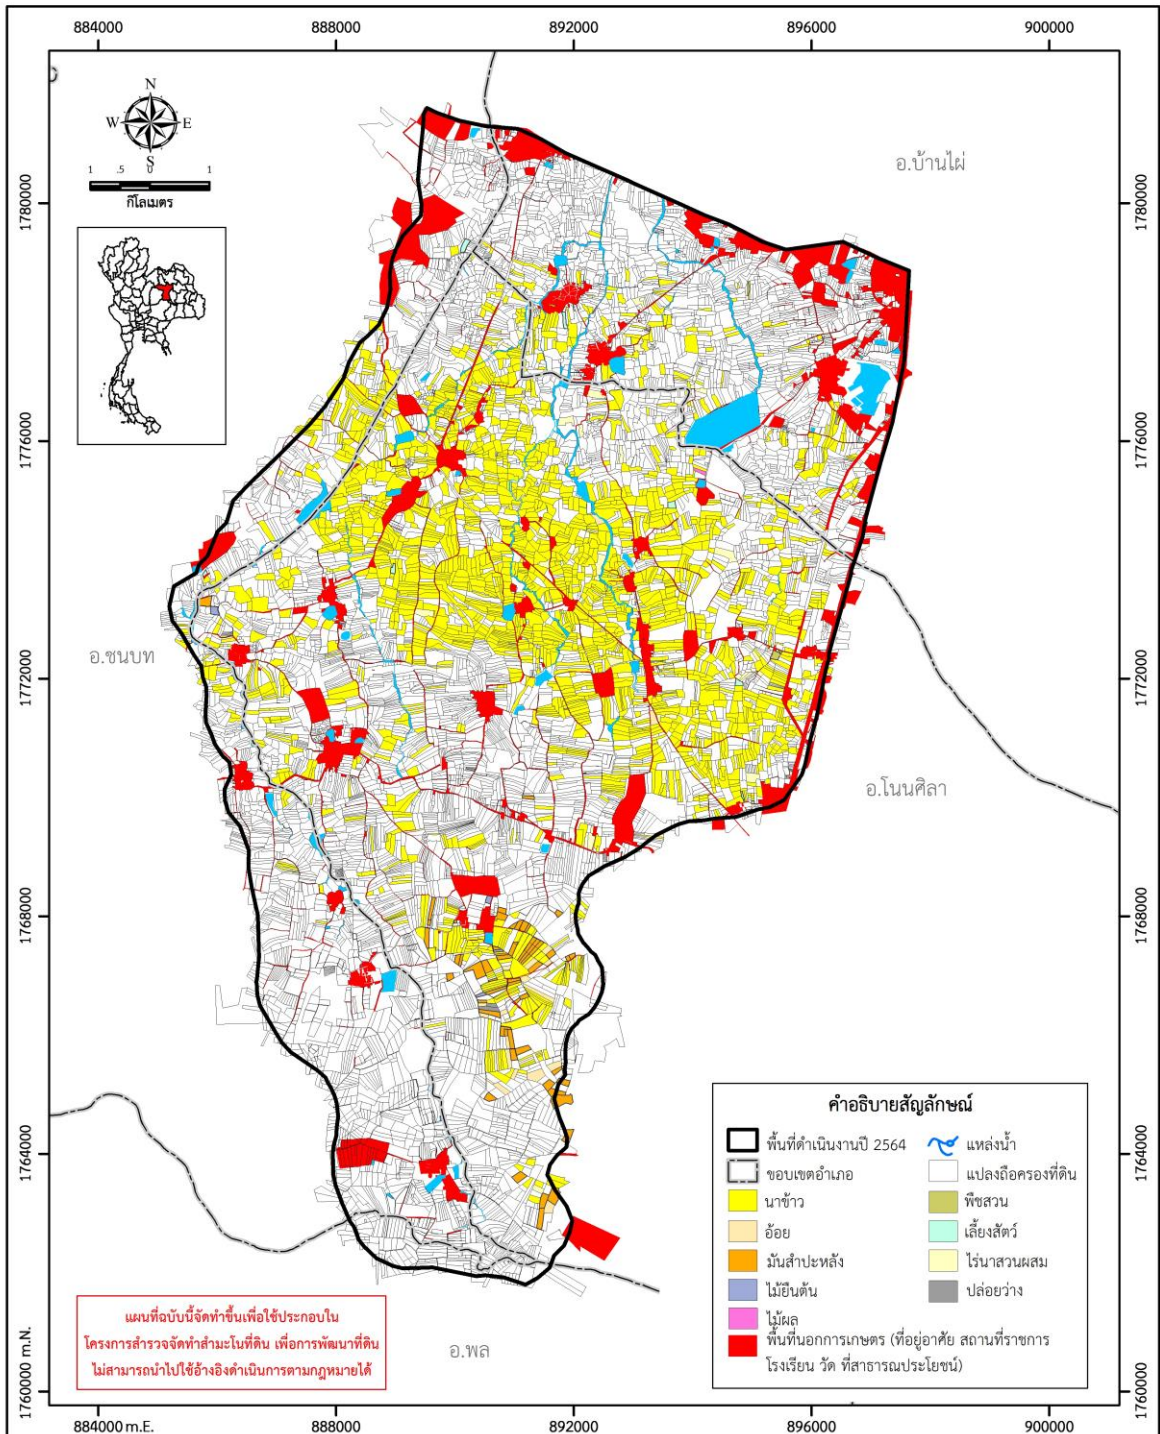 884000
888000
892000
896000
900000
N
W
E
S
1 .5 0 1
กิโลเมตร
อ.บ้านไผ่
1780000
1780000
1776000
1776000
อ.ชนบท
1772000
1772000
อ.โนนศิลา
1768000
1768000
1764000
1764000
คำอธิบายสัญลักษณ์
พื้นที่ดำเนินงานปี 2564
แหล่งน้ำ
ขอบเขตอำเภอ
แปลงถือครองที่ดิน
นาข้าว
พืชสวน
อ้อย
เลี้ยงสัตว์
มันสำปะหลัง
ไร่นาสวนผสม
ไม้ยืนต้น
ปล่อยว่าง
ไม้ผล
พื้นที่นอกการเกษตร (ที่อยู่อาศัย สถานที่ราชการ
โรงเรียน วัด ที่สาธารณประโยชน์)
แผนที่ฉบับนี้จัดทำขึ้นเพื่อใช้ประกอบใน
โครงการสำรวจจัดทำสำมะโนที่ดิน เพื่อการพัฒนาที่ดิน
ไม่สามารถนำไปใช้อ้างอิงดำเนินการตามกฎหมายได้
อ.พล
1760000 m.N.
1760000
884000 m.E.
888000
892000
896000
900000